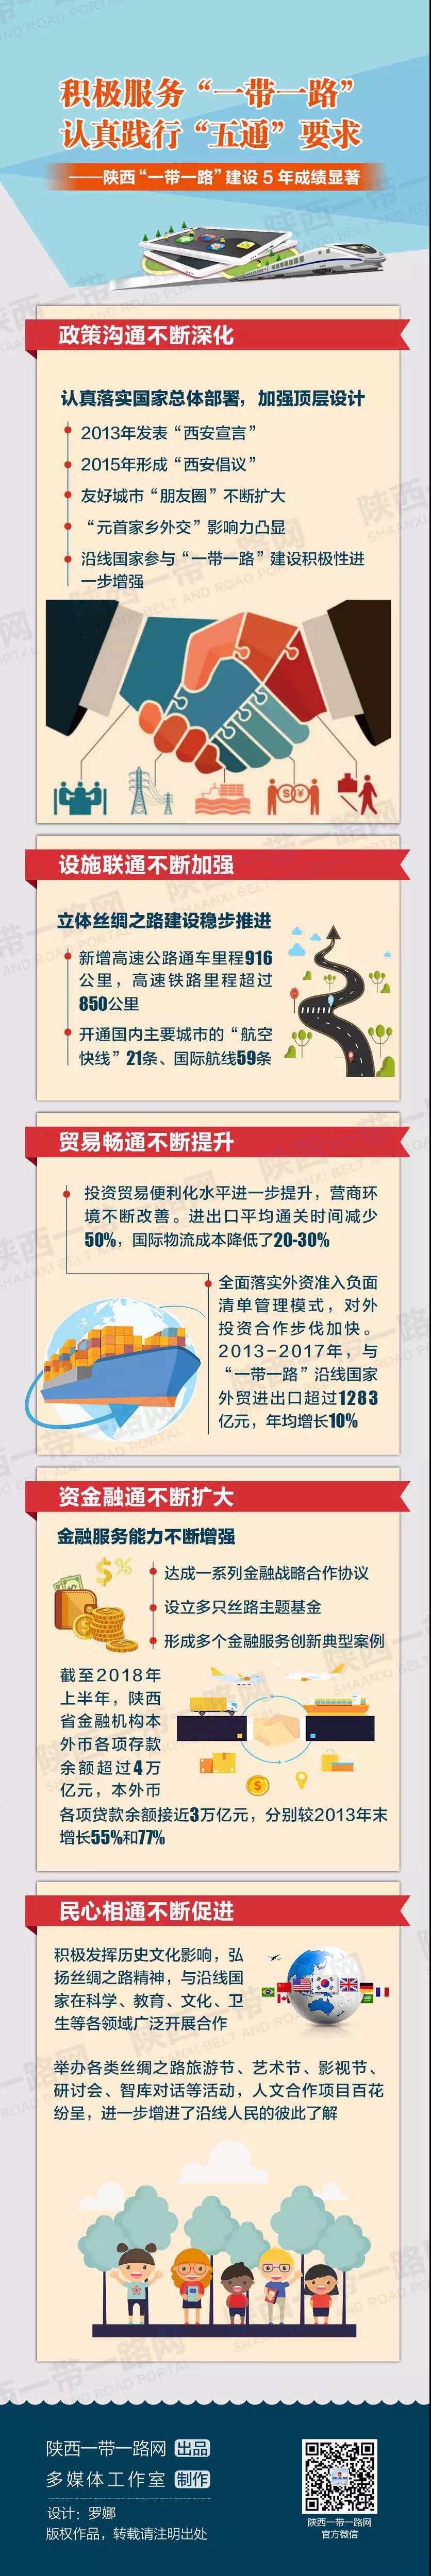 积极服务“一带一路”
认真践行“五通”要求
——陕西“一带一路”建设5年成绩显著
政策沟通不断深化
认真落实国家总体部署，加强顶层设计
2013年发表“西安宣言”
2015年形成“西安倡议”
友好城市“朋友圈”不断扩大
“元首家乡外交”影响力凸显
沿线国家参与“一带一路”建设积极性进
一步增强
$ ¥
设施联通不断加强
立体丝绸之路建设稳步推进
新增高速公路通车里程916
公里，高速铁路里程超过
850公里
开通国内主要城市的“航空
快线”21条、国际航线59条
贸易畅通不断提升
投资贸易便利化水平进一步提升，营商环
境不断改善。进出口平均通关时间减少
50%，国际物流成本降低了20-30%
全面落实外资准入负面
清单管理模式，对外
投资合作步伐加快。
2013-2017年，与
“一带一路”沿线国家
外贸进出口超过1283
亿元，年均增长10%
资金融通不断扩大
金融服务能力不断增强
$%
达成一系列金融战略合作协议
设立多只丝路主题基金
形成多个金融服务创新典型案例
截至2018年
上半年，陕西
省金融机构本
外币各项存款
余额超过4万
亿元，本外币
$
各项贷款余额接近3万亿元，分别较2013年末
增长55%和77%
民心相通不断促进
积极发挥历史文化影响，弘
扬丝绸之路精神，与沿线国
家在科学、教育、文化、卫
生等各领域广泛开展合作
举办各类丝绸之路旅游节、艺术节、影视节、
研讨会、智库对话等活动，人文合作项目百花
纷呈，进一步增进了沿线人民的彼此了解
陕西一带一路网 出品
多媒体工作室 制作
设计：罗娜
版权作品，转载请注明出处
陕西一带一路网
官方微信
陕西一带一路网
SHAANXI BELT AND ROAD PORTAL